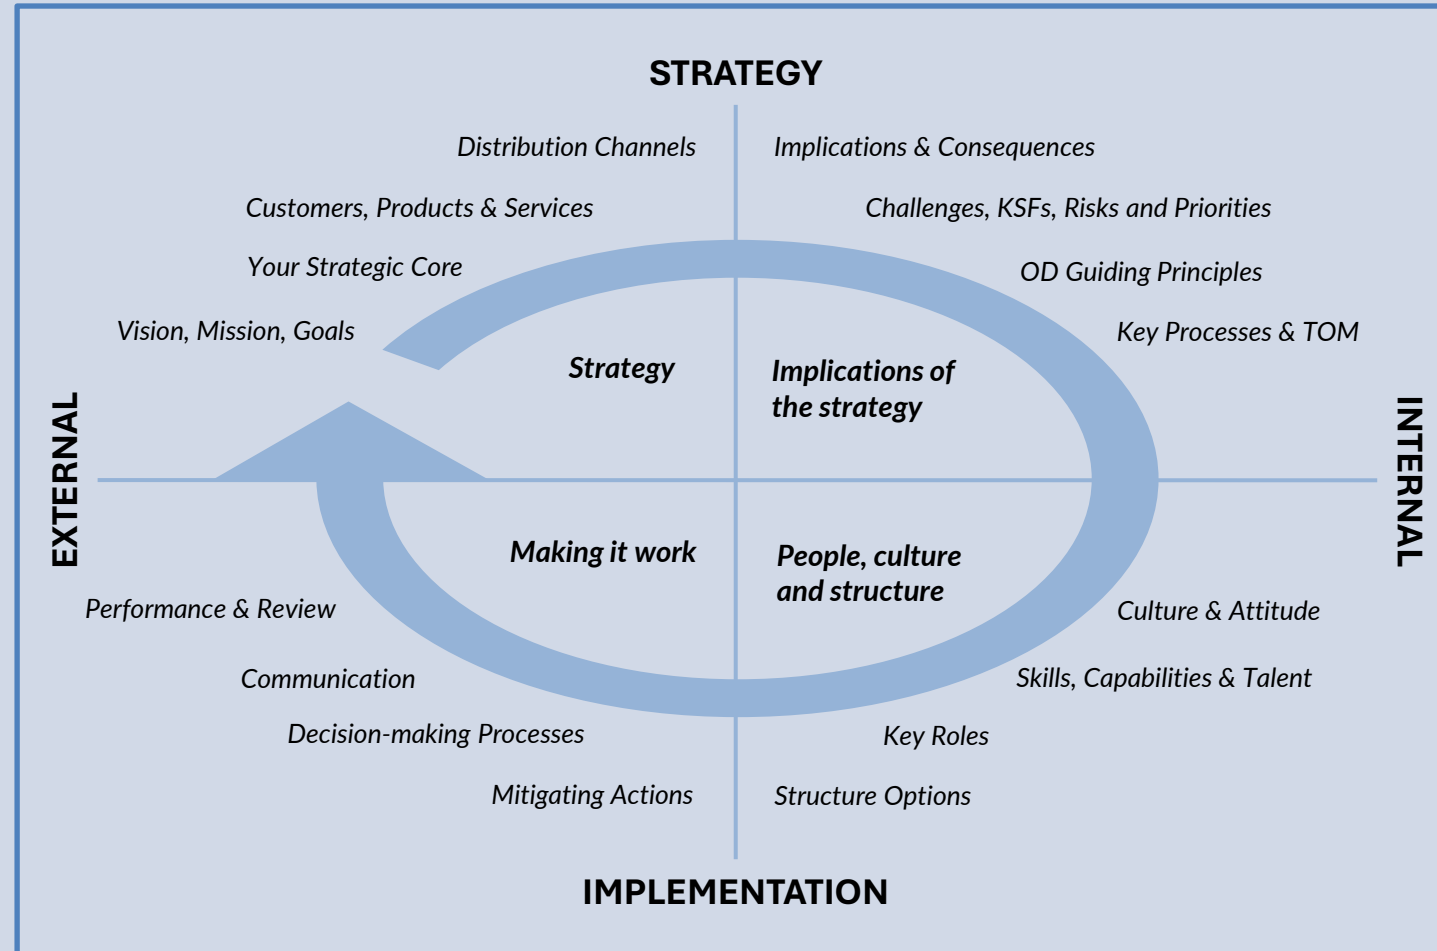 STRATEGY
Distribution Channels
Implications & Consequences
Customers, Products & Services
Challenges, KSFs, Risks and Priorities
Your Strategic Core
OD Guiding Principles
Vision, Mission, Goals
Key Processes & TOM
Strategy
Implications of
the strategy
EXTERNAL
INTERNAL
Making it work
People, culture
and structure
Performance & Review
Culture & Attitude
Communication
Skills, Capabilities & Talent
Decision-making Processes
Key Roles
Mitigating Actions
Structure Options
IMPLEMENTATION